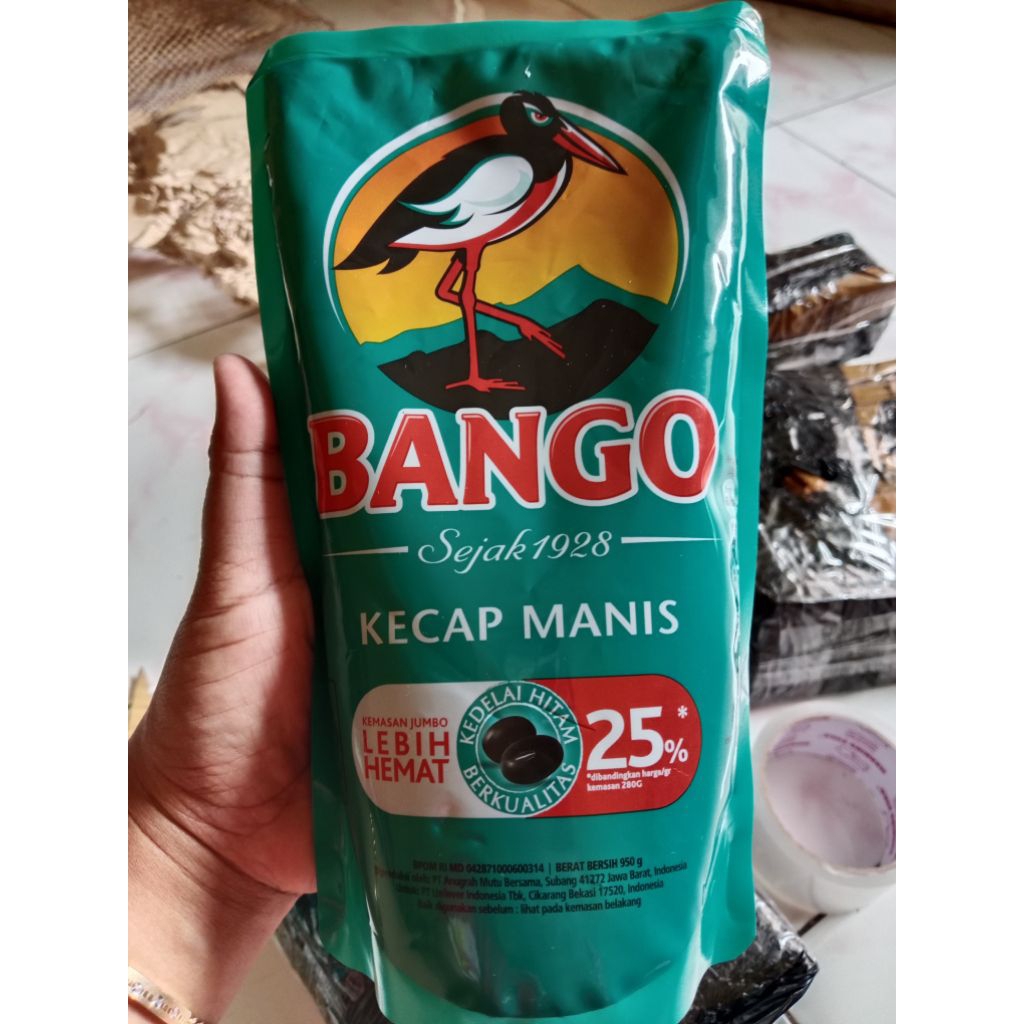 BANGO
Sejak 1928
KECAP MANIS
KEMASAN JUMBO
LEBIH
HEMAT
KEDELAI HITAM
BERKUALITAS
25%*
*dibandingkan harga/gr
kemasan 280G
BPOM RI MD 042871000600314 | BERAT BERSIH 950 g
oleh: PT Anugrah Mutu Bersama, Subang 41272 Jawa Barat, Indonesia
Untuk: PT Unilever Indonesia Tbk, Cikarang Bekasi 17520, Indonesia
Baik digunakan sebelum : lihat pada kemasan belakang